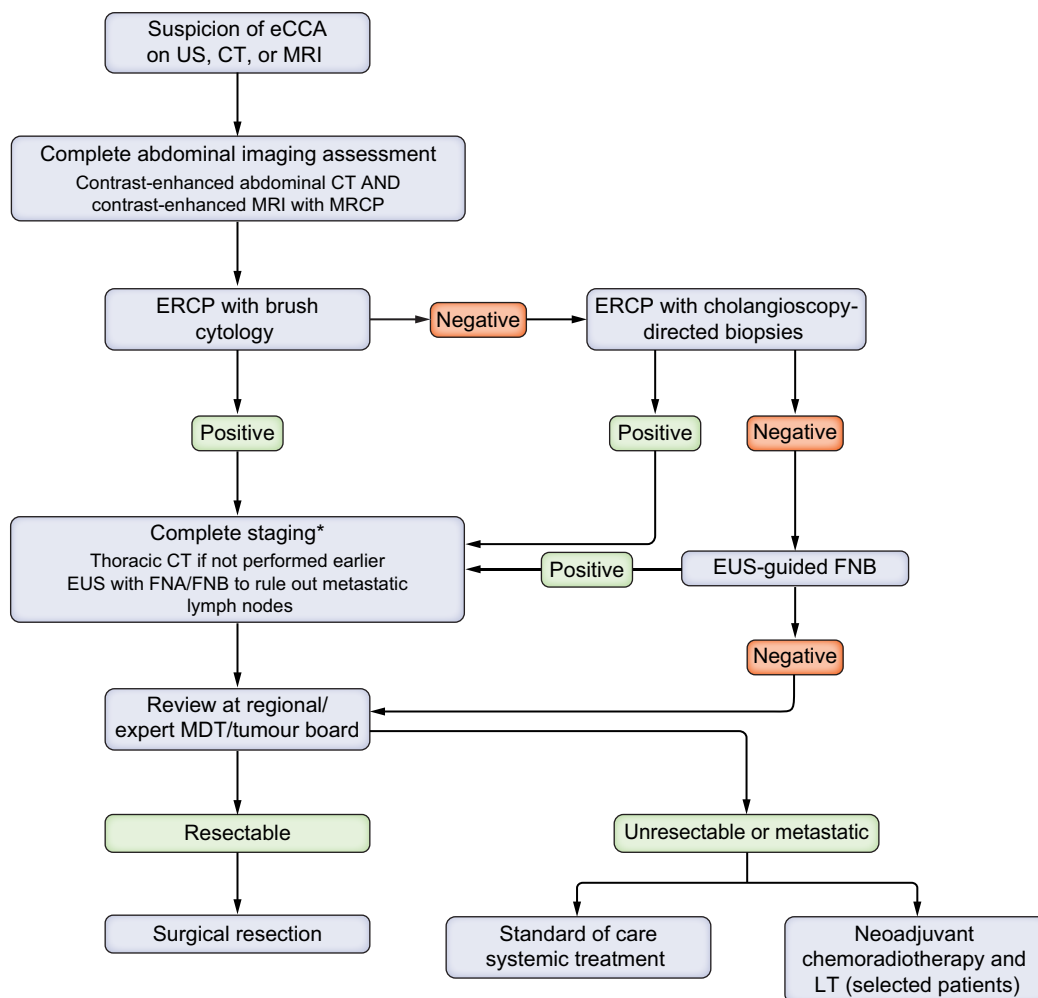 Suspicion of eCCA
on US, CT, or MRI
Complete abdominal imaging assessment
Contrast-enhanced abdominal CT AND
contrast-enhanced MRI with MRCP
ERCP with brush
cytology
Negative
ERCP with cholangioscopy-
directed biopsies
Positive
Positive
Negative
Complete staging*
Thoracic CT if not performed earlier
EUS with FNA/FNB to rule out metastatic
lymph nodes
Positive
EUS-guided FNB
Negative
Review at regional/
expert MDT/tumour board
Resectable
Unresectable or metastatic
Surgical resection
Standard of care
systemic treatment
Neoadjuvant
chemoradiotherapy and
LT (selected patients)